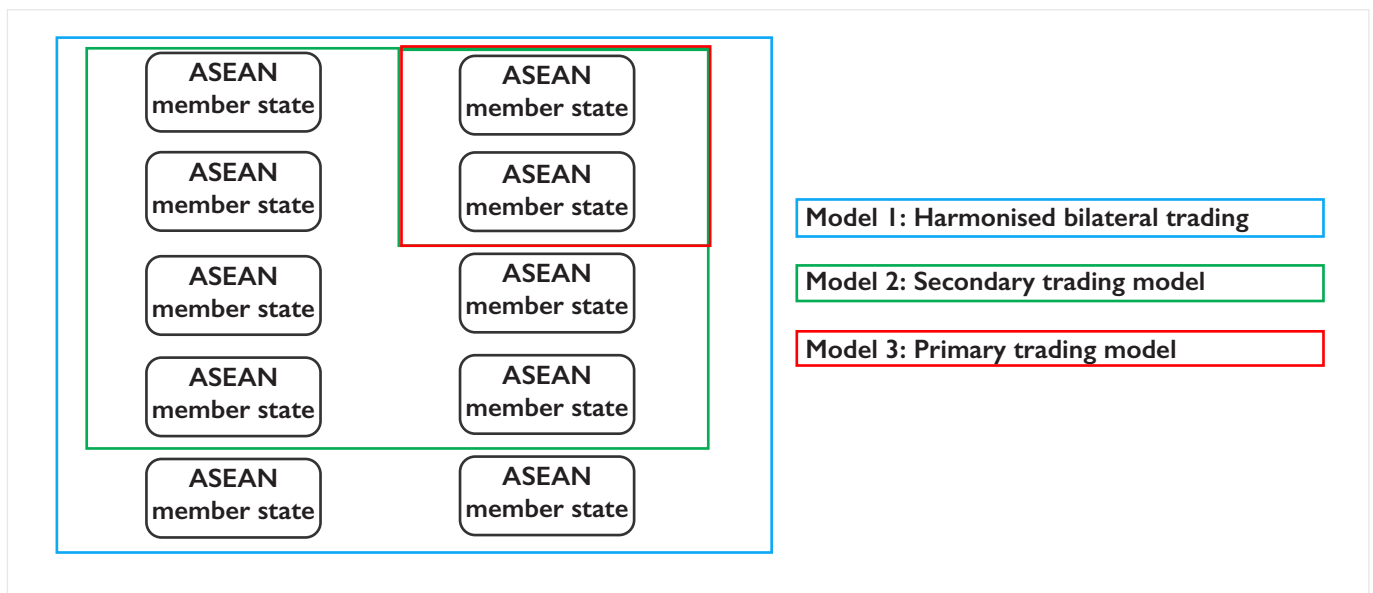 ASEAN
member state
ASEAN
member state
ASEAN
member state
ASEAN
member state
ASEAN
member state
ASEAN
member state
ASEAN
member state
ASEAN
member state
ASEAN
member state
ASEAN
member state
Model 1: Harmonised bilateral trading
Model 2: Secondary trading model
Model 3: Primary trading model